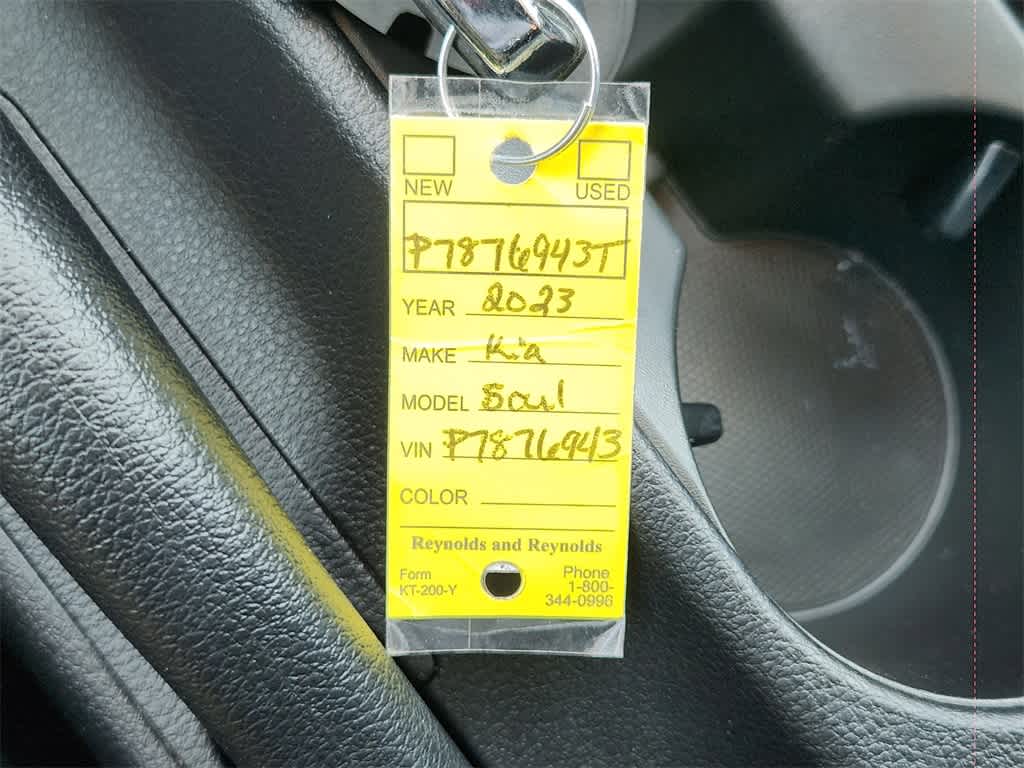 NEW USED
P7876943T
YEAR 2023
MAKE Kia
MODEL Soul
VIN P7876943
COLOR
Reynolds and Reynolds
Form
KT-200-Y
Phone
1-800-
344-0996